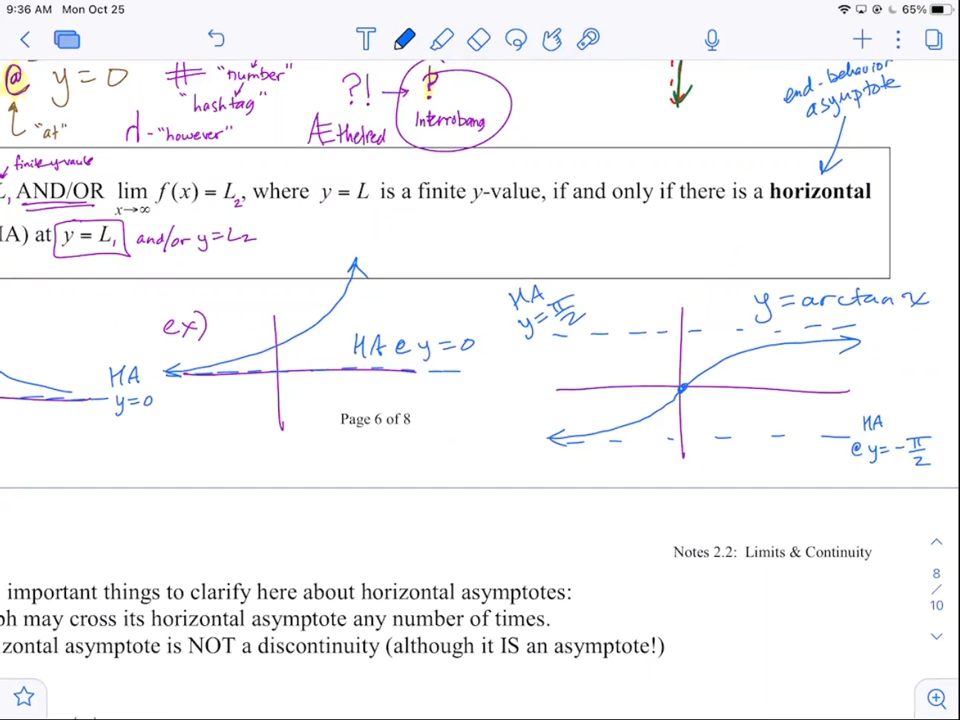 9:36 AM Mon Oct 25
65%
@ y = 0
"at"
# "number"
"hashtag"
"however"
?! → ‽
Interrobang
Æthelred
end-behavior
asymptote
finite y-value
L₁ AND/OR lim f(x) = L₂, where y = L is a finite y-value, if and only if there is a horizontal
x→∞
HA) at y = L₁ and/or y = L₂
HA
y=0
ex)
HA @ y = 0
HA
y = π/2
y = arctan x
HA
@ y = -π/2
Page 6 of 8
Notes 2.2: Limits & Continuity
8
/
10
important things to clarify here about horizontal asymptotes:
ph may cross its horizontal asymptote any number of times.
zontal asymptote is NOT a discontinuity (although it IS an asymptote!)